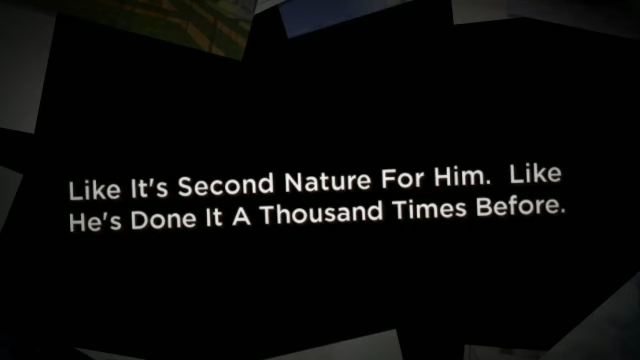 Like It's Second Nature For Him.  Like
He's Done It A Thousand Times Before.